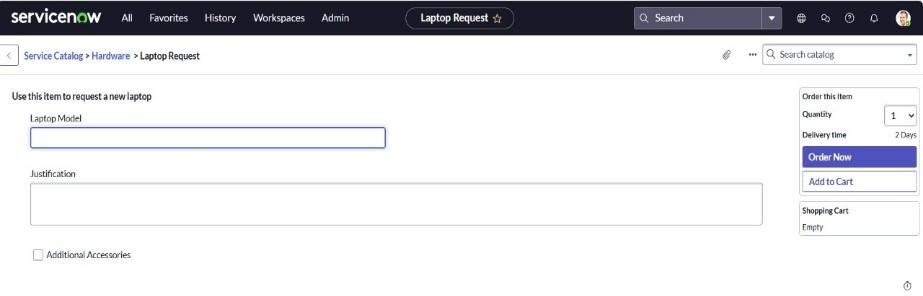 servicenow All Favorites History Workspaces Admin Laptop Request Search
Service Catalog > Hardware > Laptop Request ... Search catalog
Use this item to request a new laptop
Laptop Model
Justification
Additional Accessories
Order this Item
Quantity 1
Delivery time 2 Days
Order Now
Add to Cart
Shopping Cart
Empty